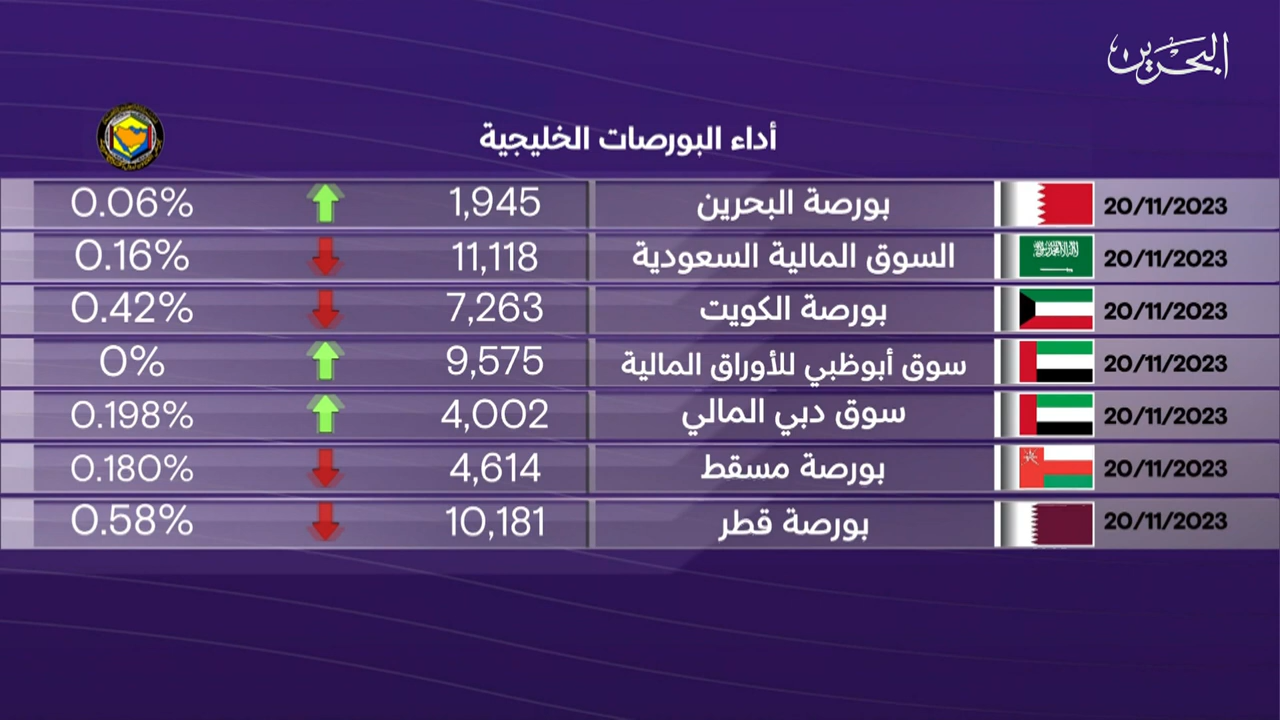 البحرين
أداء البورصات الخليجية
20/11/2023 بورصة البحرين 1,945 0.06%
20/11/2023 السوق المالية السعودية 11,118 0.16%
20/11/2023 بورصة الكويت 7,263 0.42%
20/11/2023 سوق أبوظبي للأوراق المالية 9,575 0%
20/11/2023 سوق دبي المالي 4,002 0.198%
20/11/2023 بورصة مسقط 4,614 0.180%
20/11/2023 بورصة قطر 10,181 0.58%